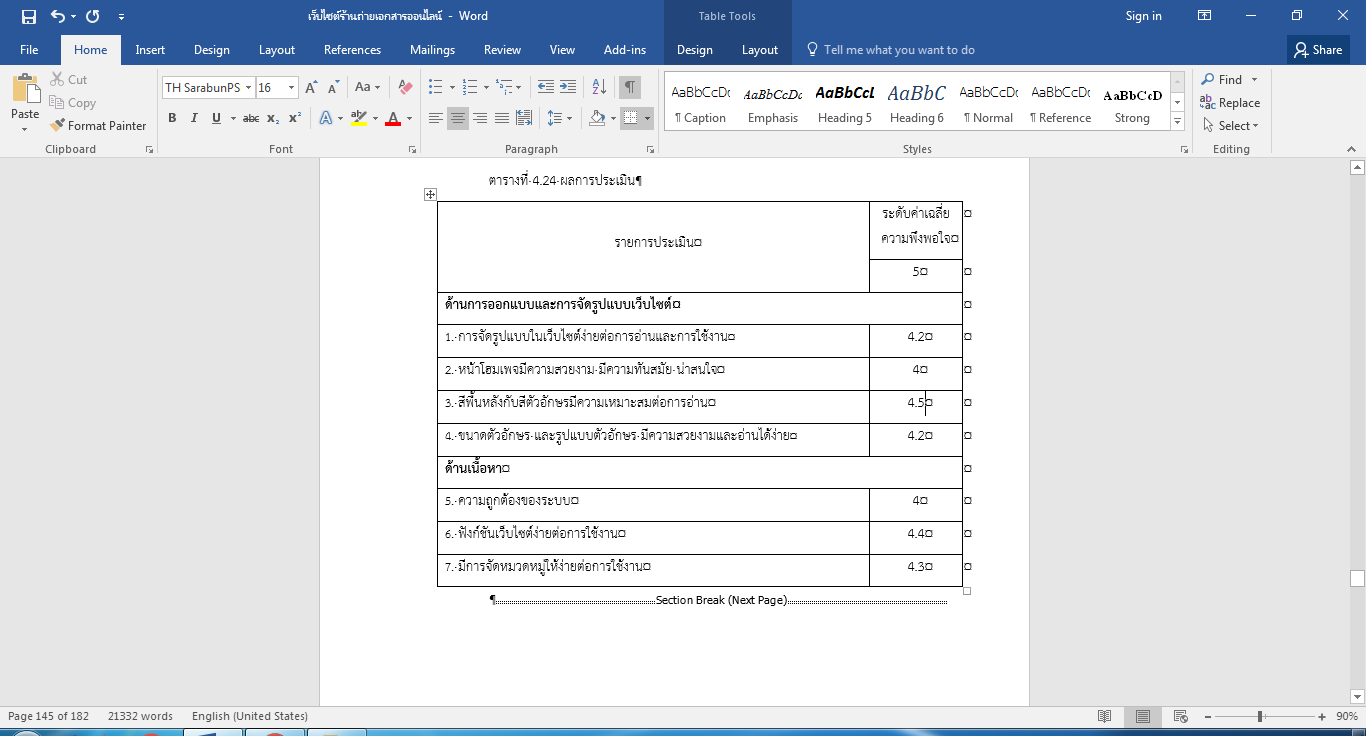 เว็บไซต์ร้านถ่ายเอกสารออนไลน์ - Word
Table Tools
Sign in
File Home Insert Design Layout References Mailings Review View Add-ins Design Layout Tell me what you want to do Share
Paste
Cut
Copy
Format Painter
Clipboard
TH SarabunPS 16
Font
Paragraph
AaBbCcDc AaBbCcDc AaBbCcL AaBbC AaBbCcDc AaBbCcDc AaBbCcD
¶ Caption Emphasis Heading 5 Heading 6 ¶ Normal ¶ Reference Strong
Styles
Find
Replace
Select
Editing
ตารางที่ 4.24 ผลการประเมิน¶
รายการประเมิน
ระดับค่าเฉลี่ย
ความพึงพอใจ
5
ด้านการออกแบบและการจัดรูปแบบเว็บไซต์
1. การจัดรูปแบบในเว็บไซต์ง่ายต่อการอ่านและการใช้งาน 4.2
2. หน้าโฮมเพจมีความสวยงาม มีความทันสมัย น่าสนใจ 4
3. สีพื้นหลังกับสีตัวอักษรมีความเหมาะสมต่อการอ่าน 4.5
4. ขนาดตัวอักษร และรูปแบบตัวอักษร มีความสวยงามและอ่านได้ง่าย 4.2
ด้านเนื้อหา
5. ความถูกต้องของระบบ 4
6. ฟังก์ชันเว็บไซต์ง่ายต่อการใช้งาน 4.4
7. มีการจัดหมวดหมู่ให้ง่ายต่อการใช้งาน 4.3
¶ Section Break (Next Page)
Page 145 of 182 21332 words English (United States) 90%